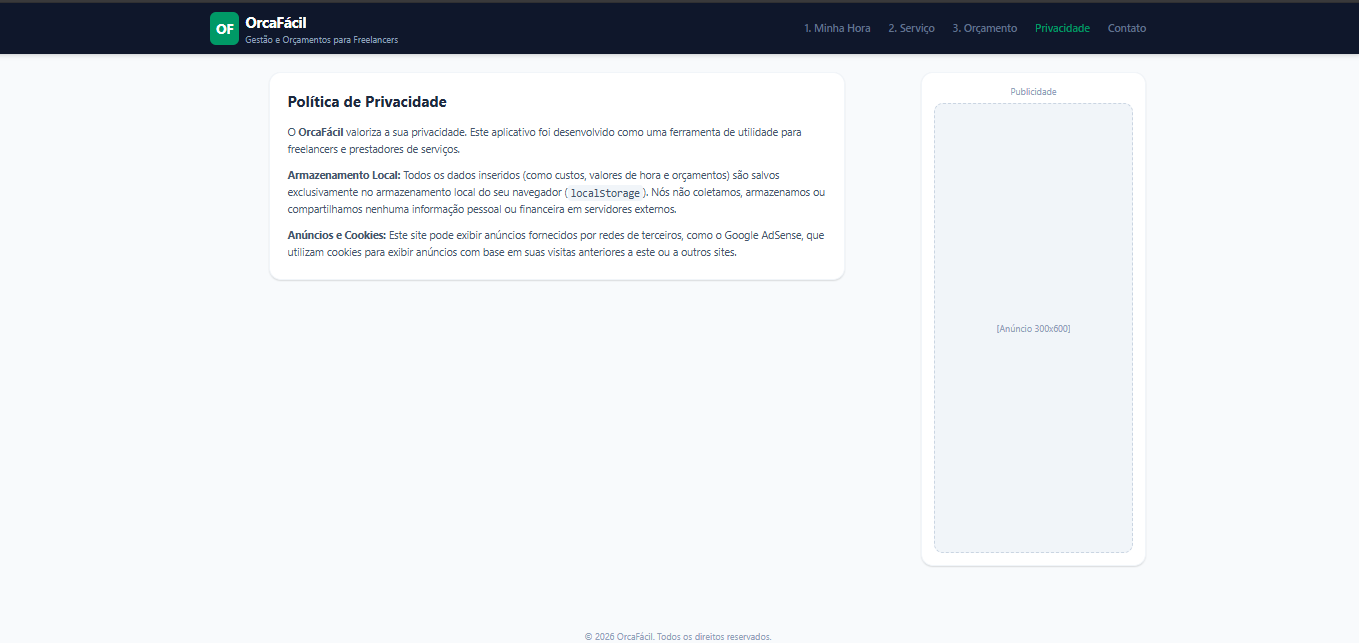 OF
OrcaFácil
Gestão e Orçamentos para Freelancers
1. Minha Hora
2. Serviço
3. Orçamento
Privacidade
Contato
Política de Privacidade
O OrcaFácil valoriza a sua privacidade. Este aplicativo foi desenvolvido como uma ferramenta de utilidade para
freelancers e prestadores de serviços.
Armazenamento Local: Todos os dados inseridos (como custos, valores de hora e orçamentos) são salvos
exclusivamente no armazenamento local do seu navegador ( localStorage ). Nós não coletamos, armazenamos ou
compartilhamos nenhuma informação pessoal ou financeira em servidores externos.
Anúncios e Cookies: Este site pode exibir anúncios fornecidos por redes de terceiros, como o Google AdSense, que
utilizam cookies para exibir anúncios com base em suas visitas anteriores a este ou a outros sites.
Publicidade
[Anúncio 300x600]
© 2026 OrcaFácil. Todos os direitos reservados.